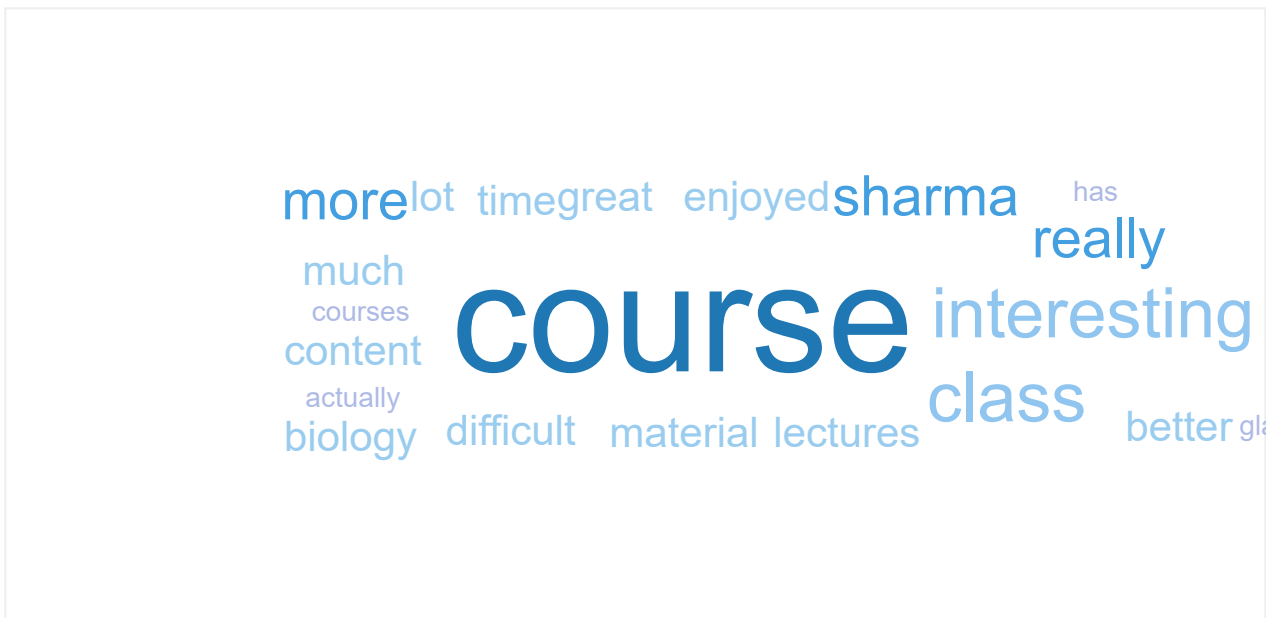 more lot time great enjoyed sharma has
really
much
courses
course interesting
content
actually
class
biology difficult material lectures better